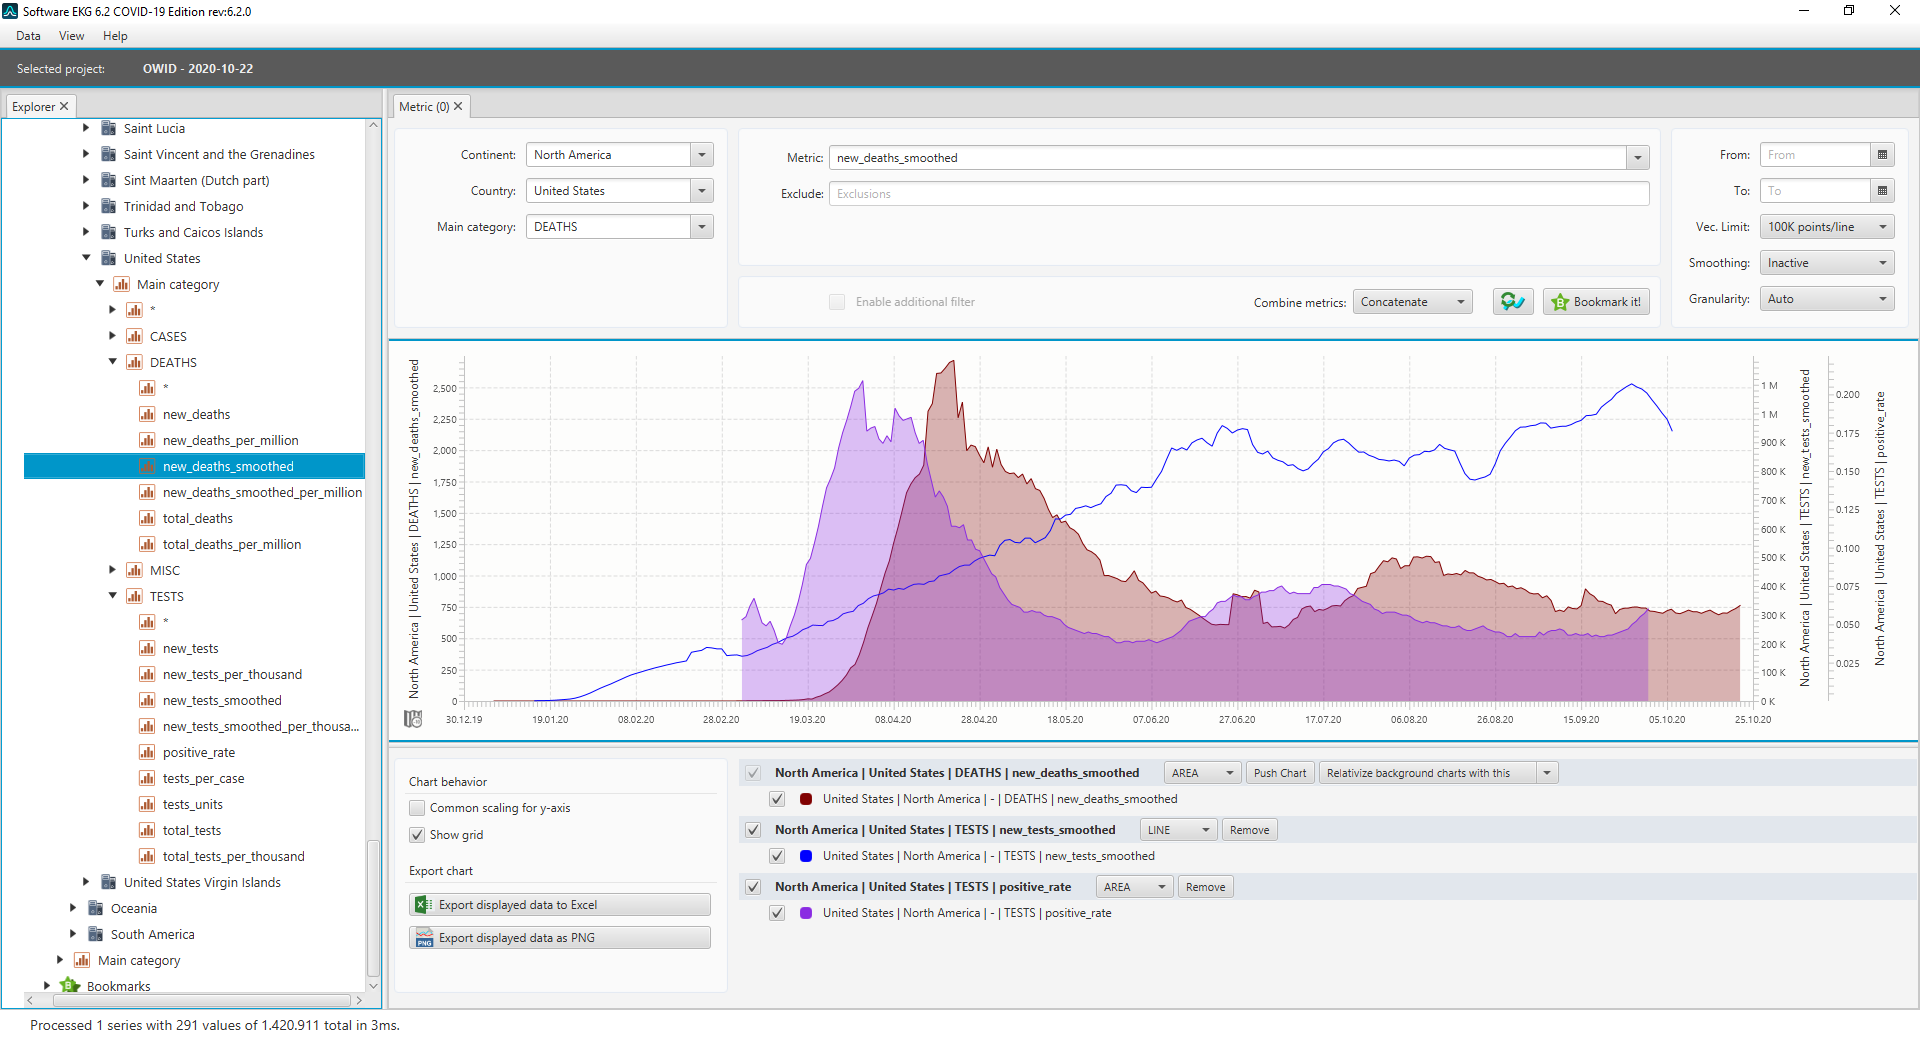 Software EKG 6.2 COVID-19 Edition rev:6.2.0
Data View Help
Selected project: OWID - 2020-10-22
Explorer
Saint Lucia
Saint Vincent and the Grenadines
Sint Maarten (Dutch part)
Trinidad and Tobago
Turks and Caicos Islands
United States
Main category
*
CASES
DEATHS
*
new_deaths
new_deaths_per_million
new_deaths_smoothed
new_deaths_smoothed_per_million
total_deaths
total_deaths_per_million
MISC
TESTS
*
new_tests
new_tests_per_thousand
new_tests_smoothed
new_tests_smoothed_per_thousa...
positive_rate
tests_per_case
tests_units
total_tests
total_tests_per_thousand
United States Virgin Islands
Oceania
South America
Main category
Bookmarks
Metric (0)
Continent: North America
Country: United States
Main category: DEATHS
Metric: new_deaths_smoothed
Exclude: Exclusions
Enable additional filter
Combine metrics: Concatenate
Bookmark it!
From: From
To: To
Vec. Limit: 100K points/line
Smoothing: Inactive
Granularity: Auto
North America | United States | DEATHS | new_deaths_smoothed
2,500
2,250
2,000
1,750
1,500
1,250
1,000
750
500
250
0
30.12.19 19.01.20 08.02.20 28.02.20 19.03.20 08.04.20 28.04.20 18.05.20 07.06.20 27.06.20 17.07.20 06.08.20 26.08.20 15.09.20 05.10.20 25.10.20
1 M
1 M
900 K
800 K
700 K
600 K
500 K
400 K
300 K
200 K
100 K
0 K
North America | United States | TESTS | new_tests_smoothed
0.200
0.175
0.150
0.125
0.100
0.075
0.050
0.025
North America | United States | TESTS | positive_rate
Chart behavior
Common scaling for y-axis
Show grid
Export chart
Export displayed data to Excel
PNG Export displayed data as PNG
North America | United States | DEATHS | new_deaths_smoothed AREA Push Chart Relativize background charts with this
United States | North America | - | DEATHS | new_deaths_smoothed
North America | United States | TESTS | new_tests_smoothed LINE Remove
United States | North America | - | TESTS | new_tests_smoothed
North America | United States | TESTS | positive_rate AREA Remove
United States | North America | - | TESTS | positive_rate
Processed 1 series with 291 values of 1.420.911 total in 3ms.